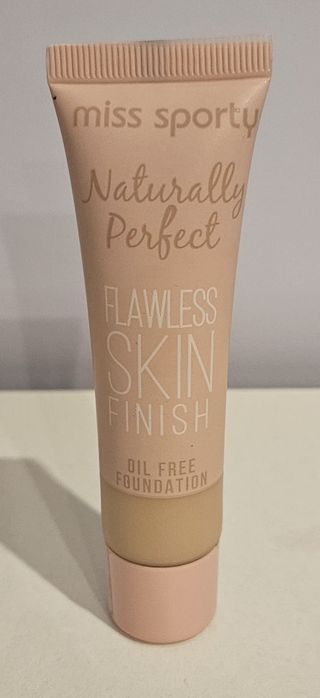 miss sporty
Naturally
Perfect
FLAWLESS
SKIN
FINISH
OIL FREE
FOUNDATION